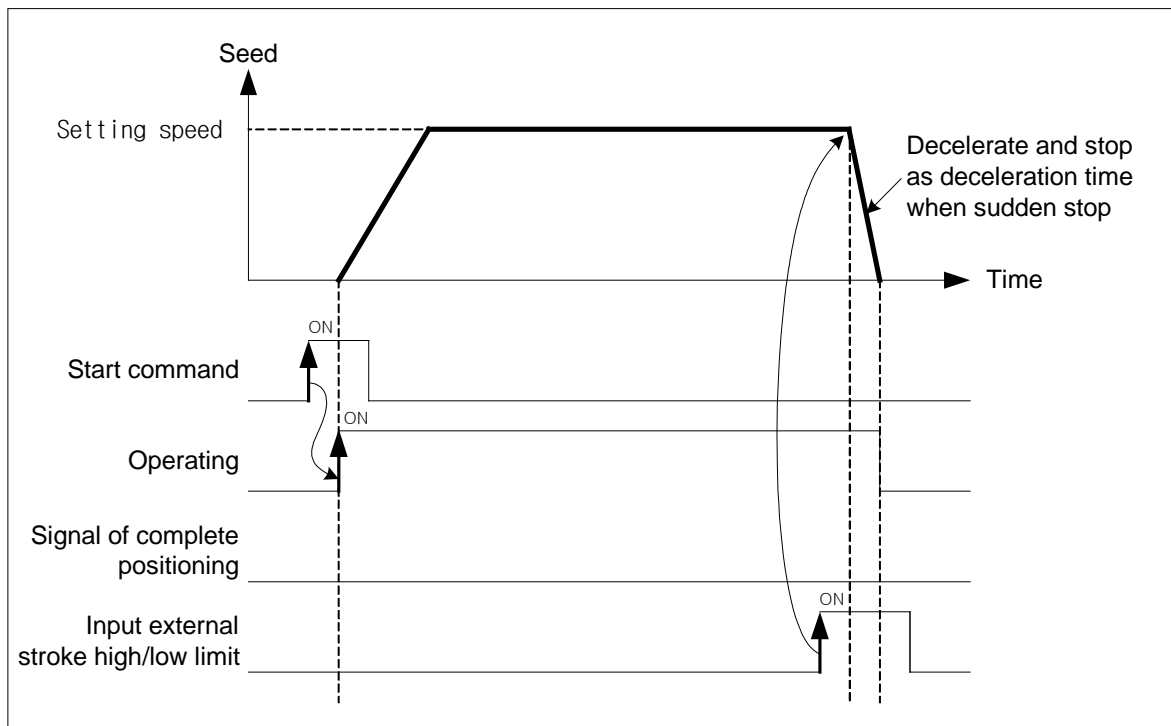 Seed
Setting speed
Decelerate and stop
as deceleration time
when sudden stop
Time
ON
Start command
ON
Operating
Signal of complete
positioning
ON
Input external
stroke high/low limit